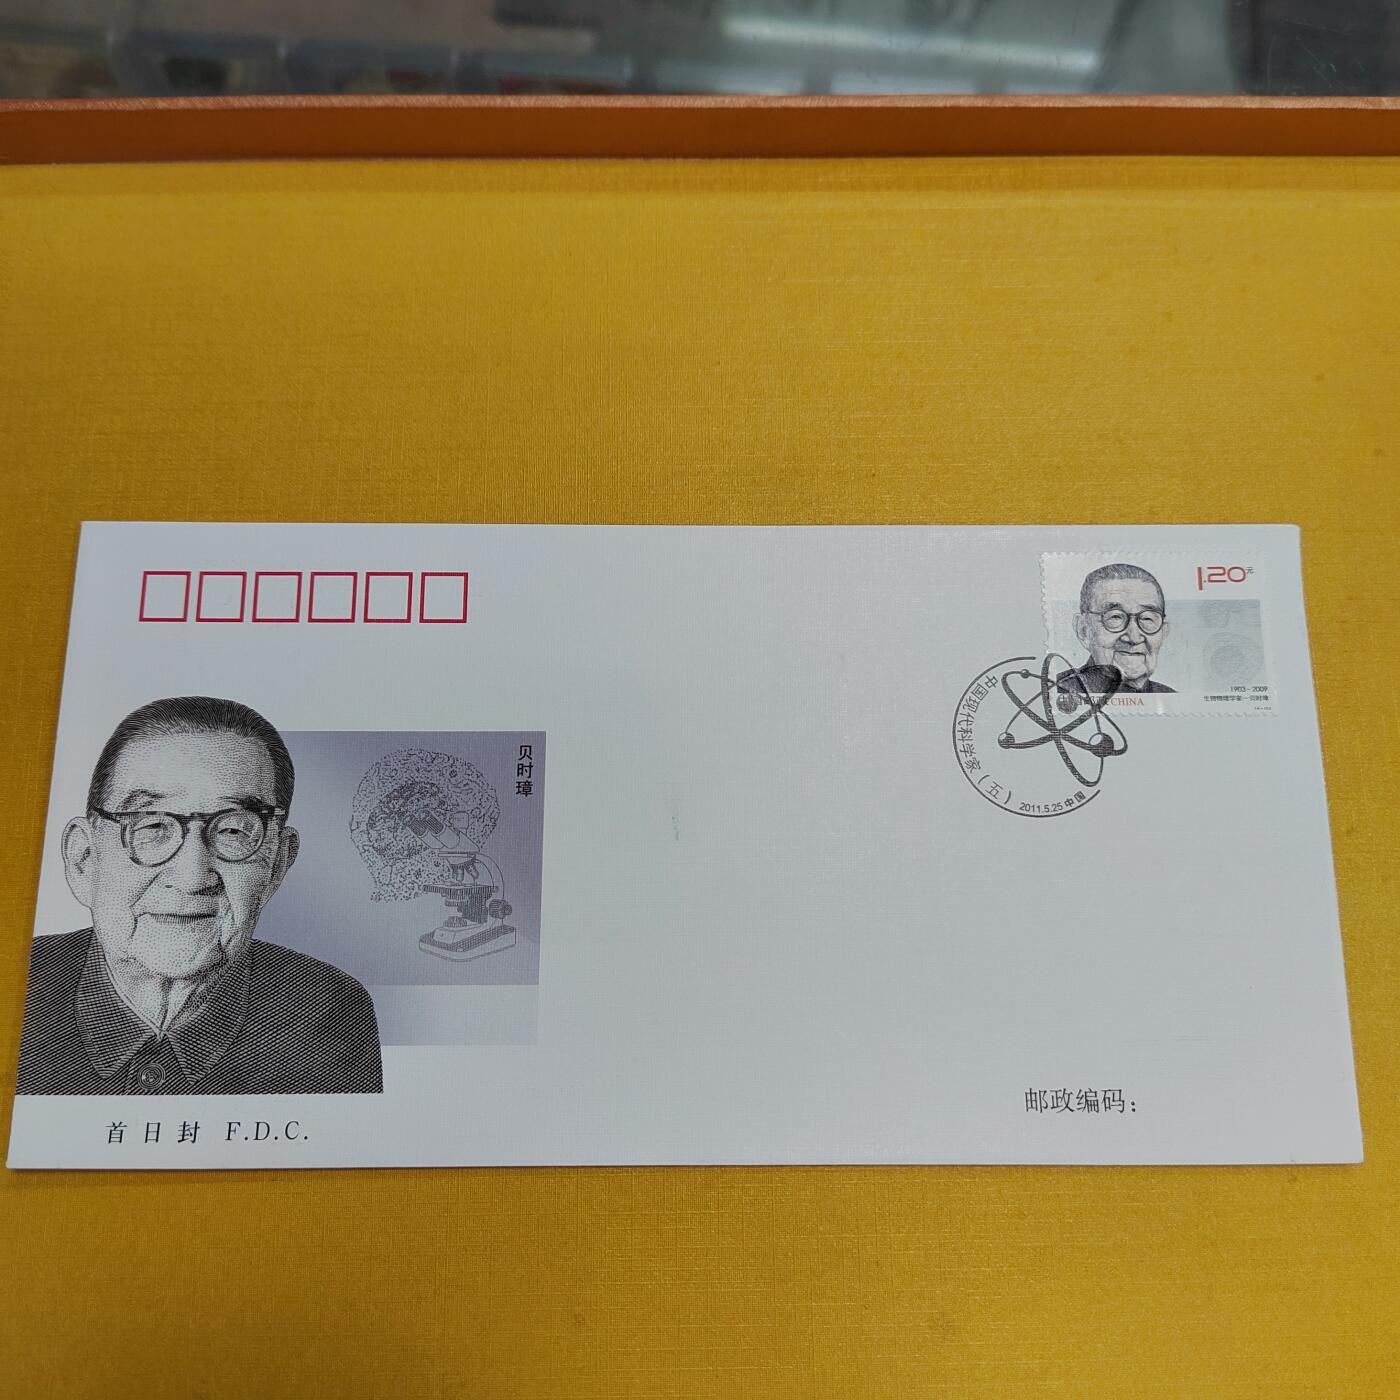 1.20元
1903-2009
生物物理学家—贝时璋
CHINA
中国现代科学家（五）
2011.5.25 中国
贝时璋
首日封 F.D.C.
邮政编码：